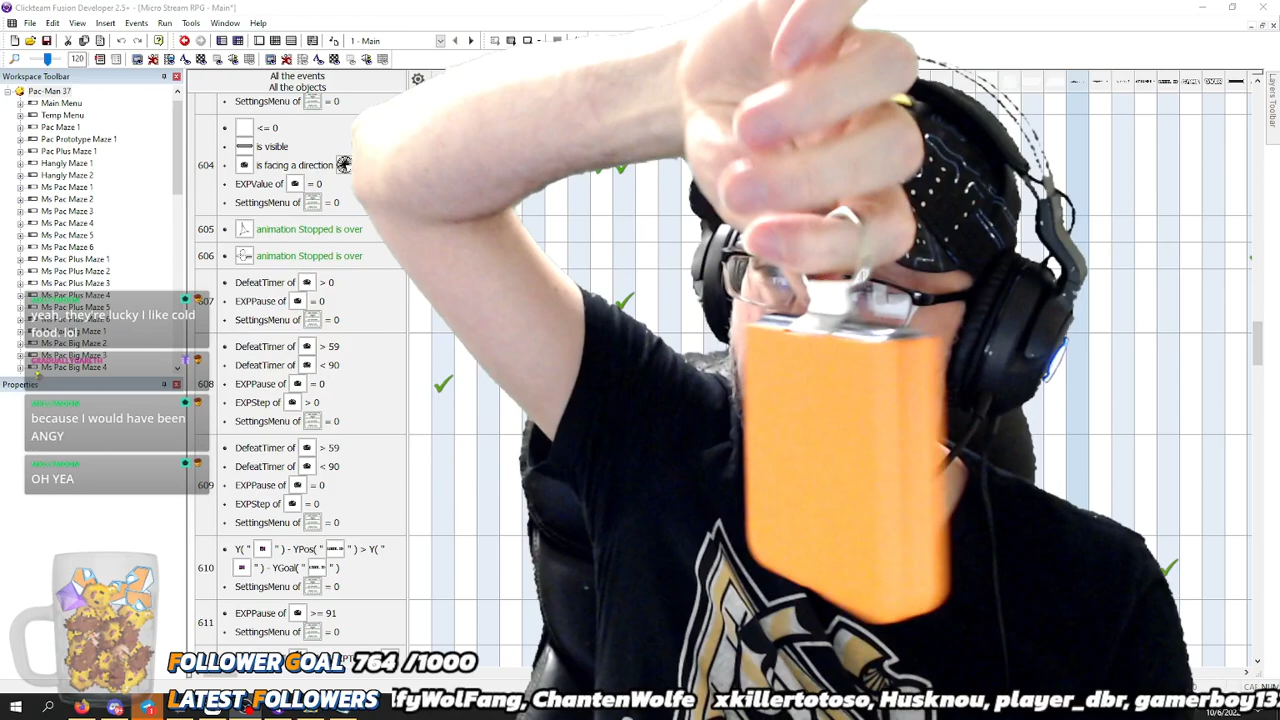 Clickteam Fusion Developer 2.5+ - [Micro Stream RPG - Main*]
File Edit View Insert Events Run Tools Window Help
1 - Main
120
Workspace Toolbar
Pac-Man 37
Main Menu
Temp Menu
Pac Maze 1
Pac Prototype Maze 1
Pac Plus Maze 1
Hangly Maze 1
Hangly Maze 2
Ms Pac Maze 1
Ms Pac Maze 2
Ms Pac Maze 3
Ms Pac Maze 4
Ms Pac Maze 5
Ms Pac Maze 6
Ms Pac Plus Maze 1
Ms Pac Plus Maze 2
Ms Pac Plus Maze 3
Ms Pac Plus Maze 4
Ms Pac Big Maze 2
Ms Pac Big Maze 3
Ms Pac Big Maze 4
Properties
yeah, they're lucky I like cold
food. lol
because I would have been
ANGY
OH YEA
All the events
All the objects
SettingsMenu of = 0
604
<= 0
is visible
is facing a direction
EXPValue of = 0
SettingsMenu of = 0
605 animation Stopped is over
606 animation Stopped is over
607
DefeatTimer of > 0
EXPPause of = 0
SettingsMenu of = 0
608
DefeatTimer of > 59
DefeatTimer of < 90
EXPPause of = 0
EXPStep of > 0
SettingsMenu of = 0
609
DefeatTimer of > 59
DefeatTimer of < 90
EXPPause of = 0
EXPStep of = 0
SettingsMenu of = 0
610
Y( " " ) - YPos( " " ) > Y( "
" ) - YGoal( " " )
SettingsMenu of = 0
611
EXPPause of >= 91
SettingsMenu of = 0
Layers Toolbar
OVER
FOLLOWER GOAL 764 /1000
LATEST FOLLOWERS ifyWolFang, ChantenWolfe xkillertotoso, Husknou, player_dbr, gamerboy13